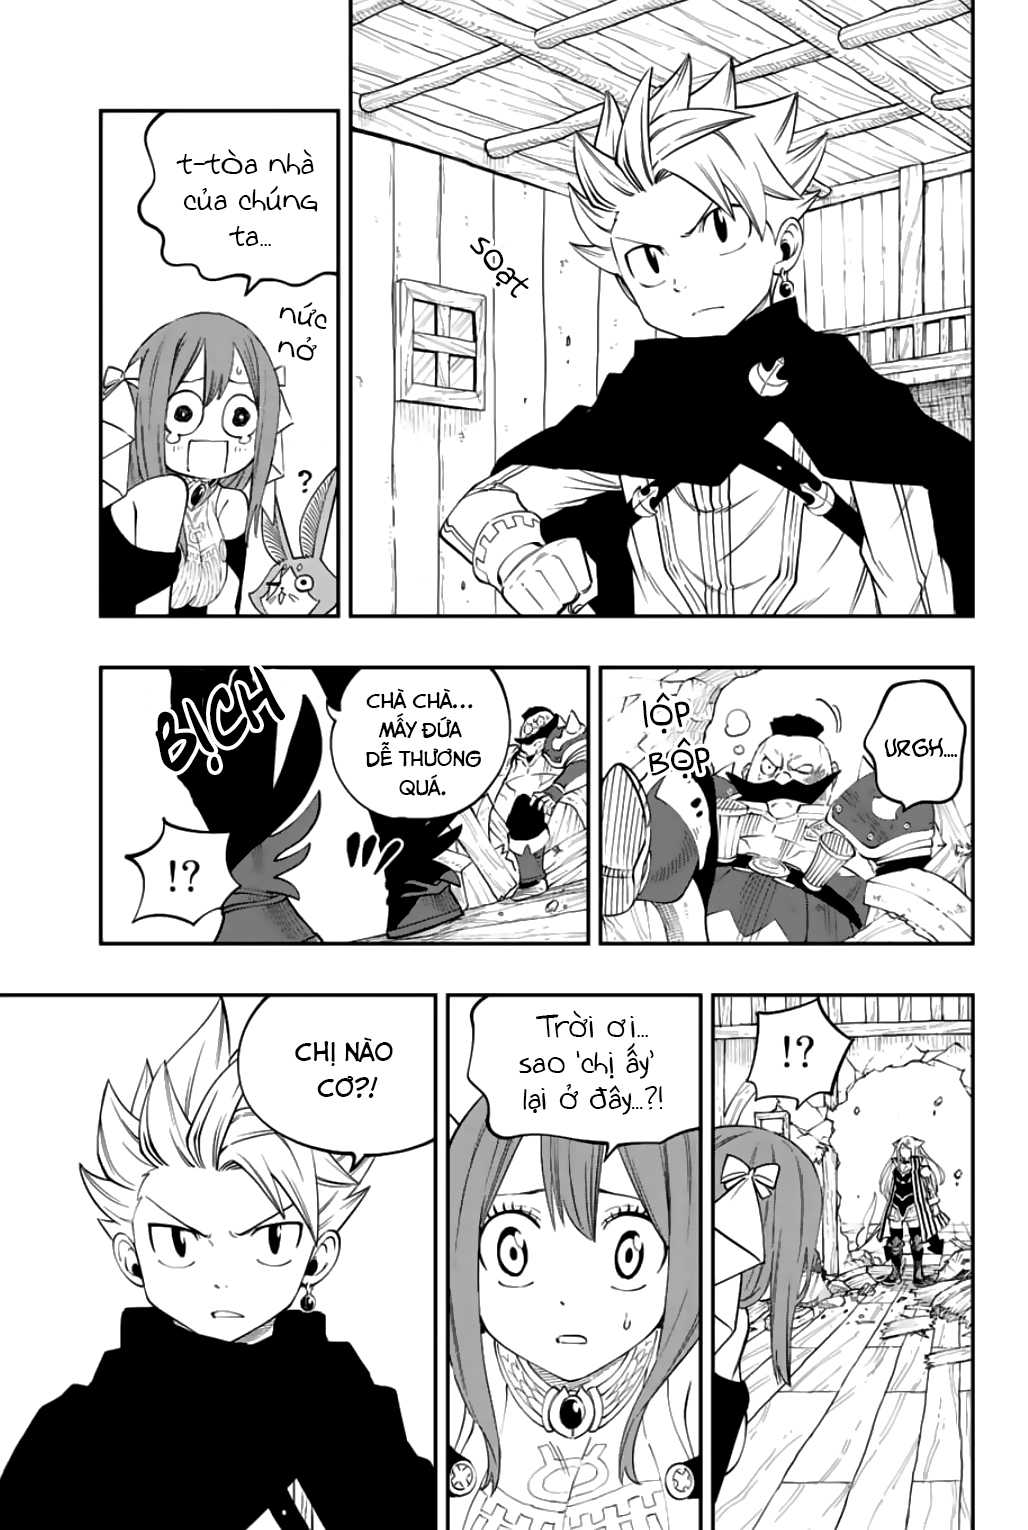 soạt
t-tòa nhà
của chúng
ta...
nức
nở
?
URGH....
lộp
bộp
CHÀ CHÀ...
MẤY ĐỨA
DỄ THƯƠNG
QUÁ.
BỊCH
!?
!?
Trời ơi...
sao 'chị ấy'
lại ở đây...?!
CHỊ NÀO
CƠ?!